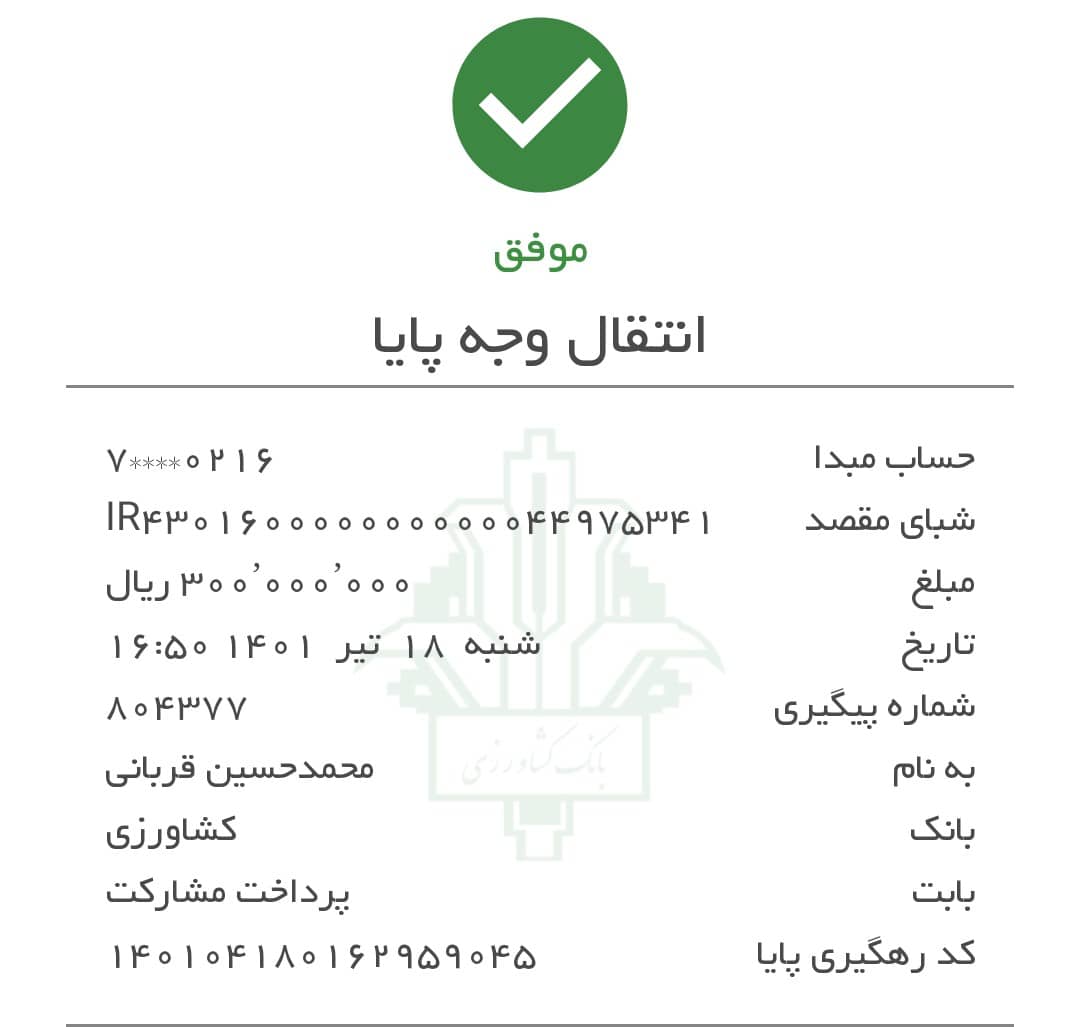 موفق
انتقال وجه پایا
حساب مبدا ۷****۰۲۱۶
شبای مقصد IR۴۳۰۱۶۰۰۰۰۰۰۰۰۰۰۰۰۴۴۹۷۵۳۴۱
مبلغ ۳۰۰٬۰۰۰٬۰۰۰ ریال
تاریخ شنبه ۱۸ تیر ۱۴۰۱ ۱۶:۵۰
شماره پیگیری ۸۰۴۳۷۷
به نام محمدحسین قربانی
بانک کشاورزی
بابت پرداخت مشارکت
کد رهگیری پایا ۱۴۰۱۰۴۱۸۰۱۶۲۹۵۹۰۴۵
بانک کشاورزی